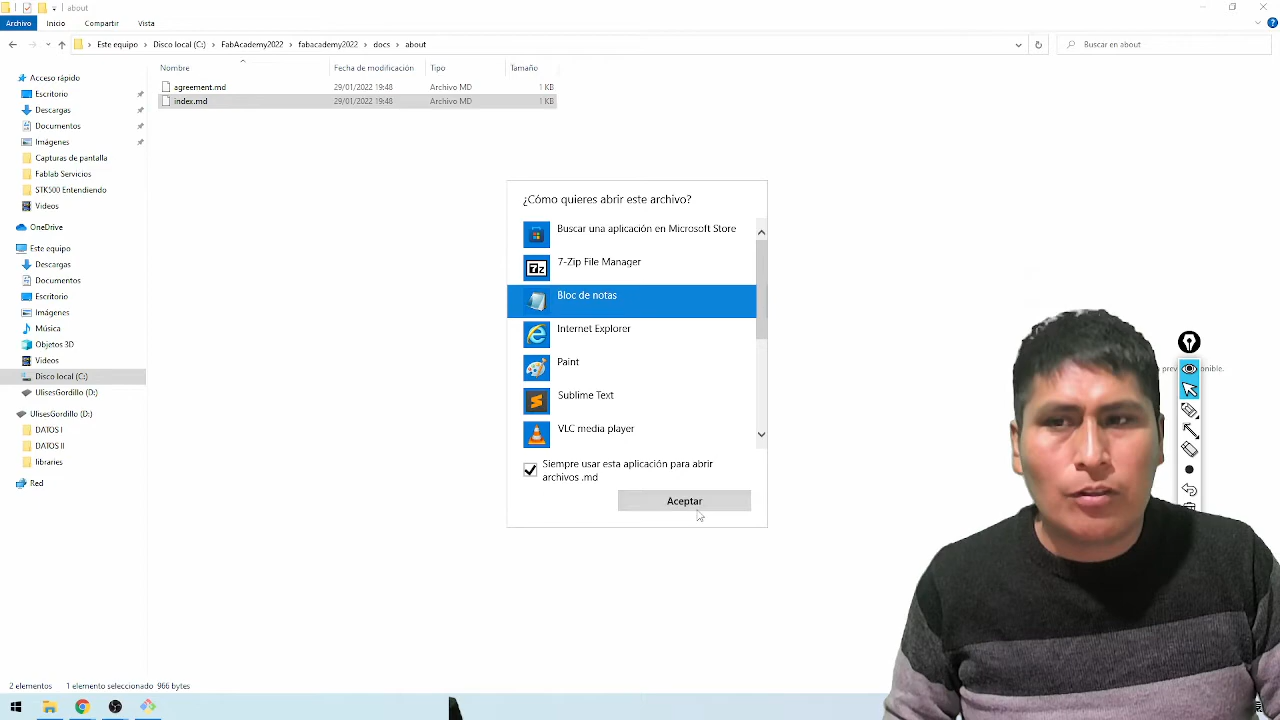 about
Archivo Inicio Compartir Vista
Este equipo Disco local (C:) FabAcademy2022 fabacademy2022 docs about
Buscar en about
Nombre Fecha de modificación Tipo Tamaño
agreement.md 29/01/2022 19:48 Archivo MD 1 KB
index.md 29/01/2022 19:48 Archivo MD 1 KB
Acceso rápido
Escritorio
Descargas
Documentos
Imágenes
Capturas de pantalla
Fablab Servicios
STK500 Entendiendo
Videos
OneDrive
Este equipo
Descargas
Documentos
Escritorio
Imágenes
Música
Objetos 3D
Videos
Disco local (C:)
UlisesGordillo (D:)
UlisesGordillo (D:)
DATOS I
DATOS II
libraries
Red
¿Cómo quieres abrir este archivo?
Buscar una aplicación en Microsoft Store
7-Zip File Manager
Bloc de notas
Internet Explorer
Paint
Sublime Text
VLC media player
Siempre usar esta aplicación para abrir
archivos .md
Aceptar
2 elementos 1 elemento seleccionado 966 bytes